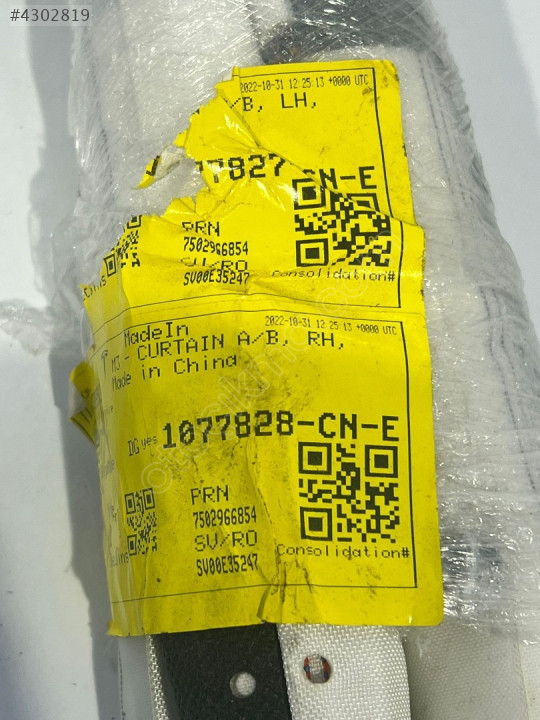 #4302819
2022-10-31 12:25:13 +0000 UTC
/B, LH,
77827-CN-E
PRN
7502966854
SV/RO
SV00E35247
Consolidation#
2022-10-31 12:25:13 +0000 UTC
MadeIn
M3 - CURTAIN A/B, RH,
Made in China
DG yes 1077828-CN-E
PRN
7502966854
SV/RO
SV00E35247
Consolidation#